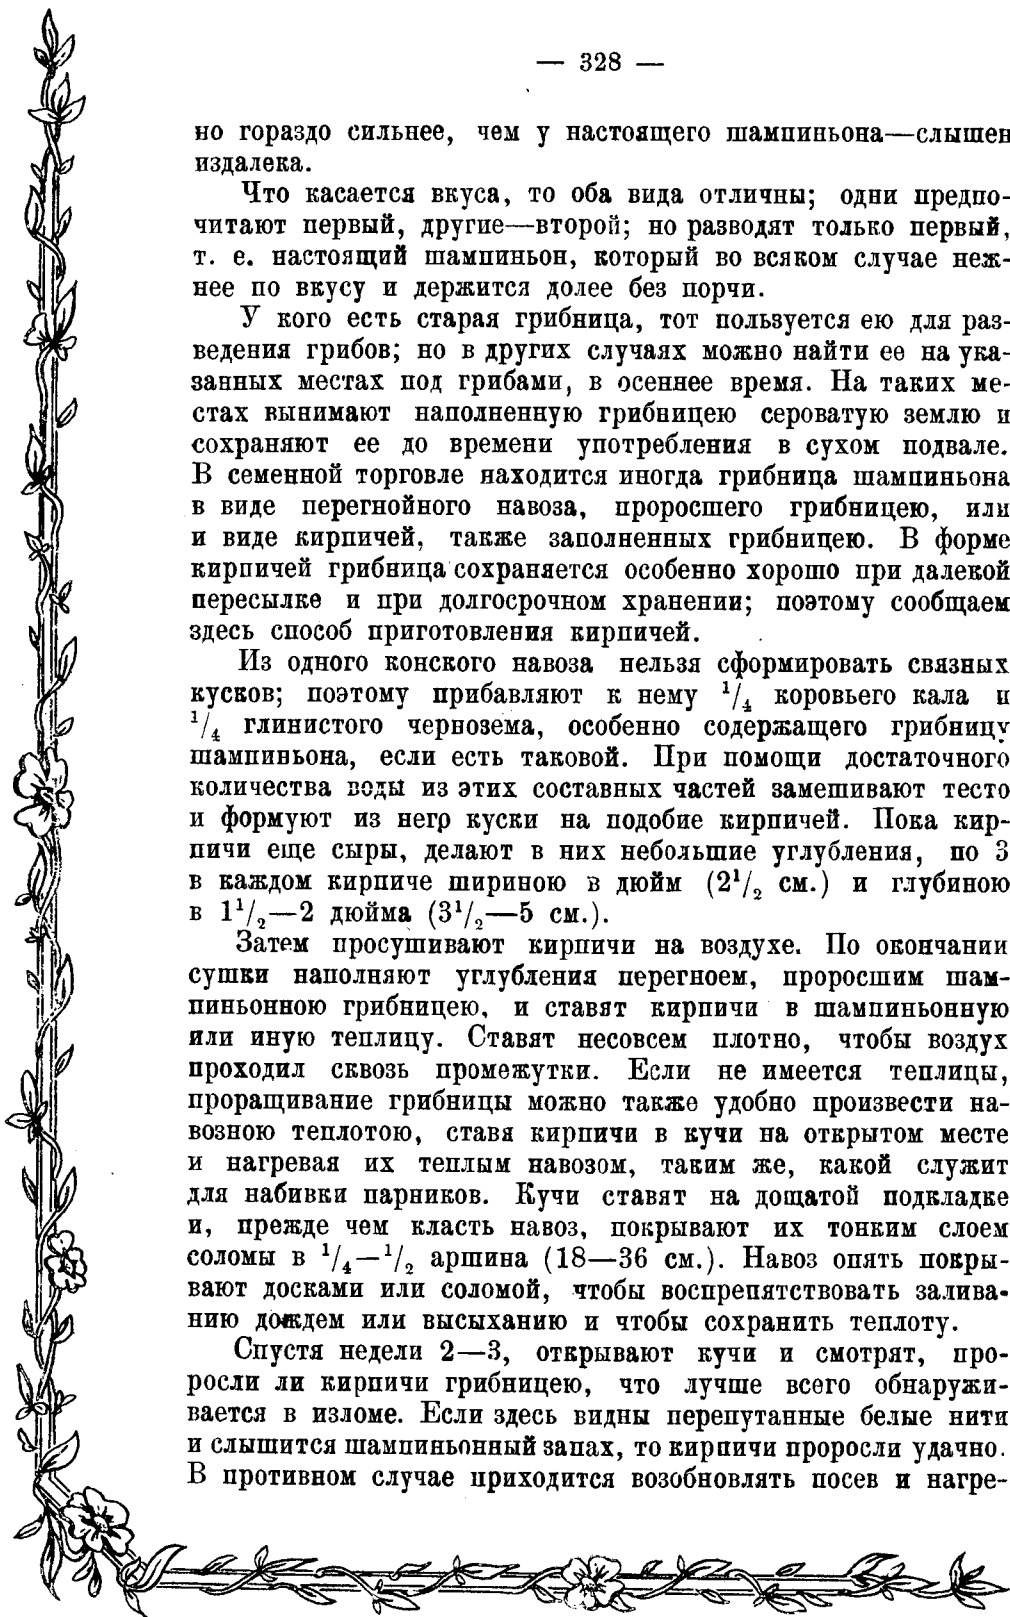 — 328 —
но гораздо сильнее, чем у настоящего шампиньона—слышен
издалека.
Что касается вкуса, то оба вида отличны; одни предпо-
читают первый, другие—второй; но разводят только первый,
т. е. настоящий шампиньон, который во всяком случае неж-
нее по вкусу и держится долее без порчи.
У кого есть старая грибница, тот пользуется ею для раз-
ведения грибов; но в других случаях можно найти ее на ука-
занных местах под грибами, в осеннее время. На таких ме-
стах вынимают наполненную грибницею сероватую землю и
сохраняют ее до времени употребления в сухом подвале.
В семенной торговле находится иногда грибница шампиньона
в виде перегнойного навоза, проросшего грибницею, или
и виде кирпичей, также заполненных грибницею. В форме
кирпичей грибница сохраняется особенно хорошо при далекой
пересылке и при долгосрочном хранении; поэтому сообщаем
здесь способ приготовления кирпичей.
Из одного конского навоза нельзя сформировать связных
кусков; поэтому прибавляют к нему ¹/₄ коровьего кала и
¹/₄ глинистого чернозема, особенно содержащего грибницу
шампиньона, если есть таковой. При помощи достаточного
количества воды из этих составных частей замешивают тесто
и формуют из него куски на подобие кирпичей. Пока кир-
пичи еще сыры, делают в них небольшие углубления, по 3
в каждом кирпиче шириною в дюйм (2¹/₂ см.) и глубиною
в 1¹/₂—2 дюйма (3¹/₂—5 см.).
Затем просушивают кирпичи на воздухе. По окончании
сушки наполняют углубления перегноем, проросшим шам-
пиньонною грибницею, и ставят кирпичи в шампиньонную
или иную теплицу. Ставят несовсем плотно, чтобы воздух
проходил сквозь промежутки. Если не имеется теплицы,
проращивание грибницы можно также удобно произвести на-
возною теплотою, ставя кирпичи в кучи на открытом месте
и нагревая их теплым навозом, таким же, какой служит
для набивки парников. Кучи ставят на дощатой подкладке
и, прежде чем класть навоз, покрывают их тонким слоем
соломы в ¹/₄—¹/₂ аршина (18—36 см.). Навоз опять покры-
вают досками или соломой, чтобы воспрепятствовать залива-
нию дождем или высыханию и чтобы сохранить теплоту.
Спустя недели 2—3, открывают кучи и смотрят, про-
росли ли кирпичи грибницею, что лучше всего обнаружи-
вается в изломе. Если здесь видны перепутанные белые нити
и слышится шампиньонный запах, то кирпичи проросли удачно.
В противном случае приходится возобновлять посев и нагре-